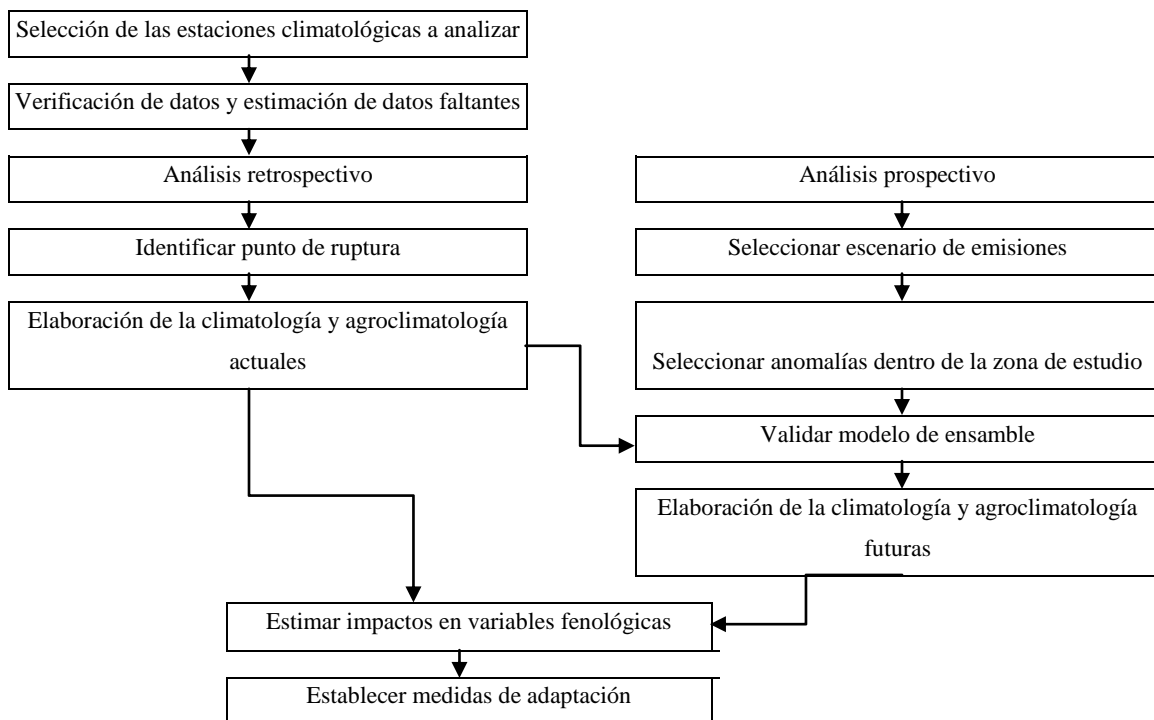 Selección de las estaciones climatológicas a analizar
Verificación de datos y estimación de datos faltantes
Análisis retrospectivo
Identificar punto de ruptura
Elaboración de la climatología y agroclimatología
actuales
Análisis prospectivo
Seleccionar escenario de emisiones
Seleccionar anomalías dentro de la zona de estudio
Validar modelo de ensamble
Elaboración de la climatología y agroclimatología
futuras
Estimar impactos en variables fenológicas
Establecer medidas de adaptación